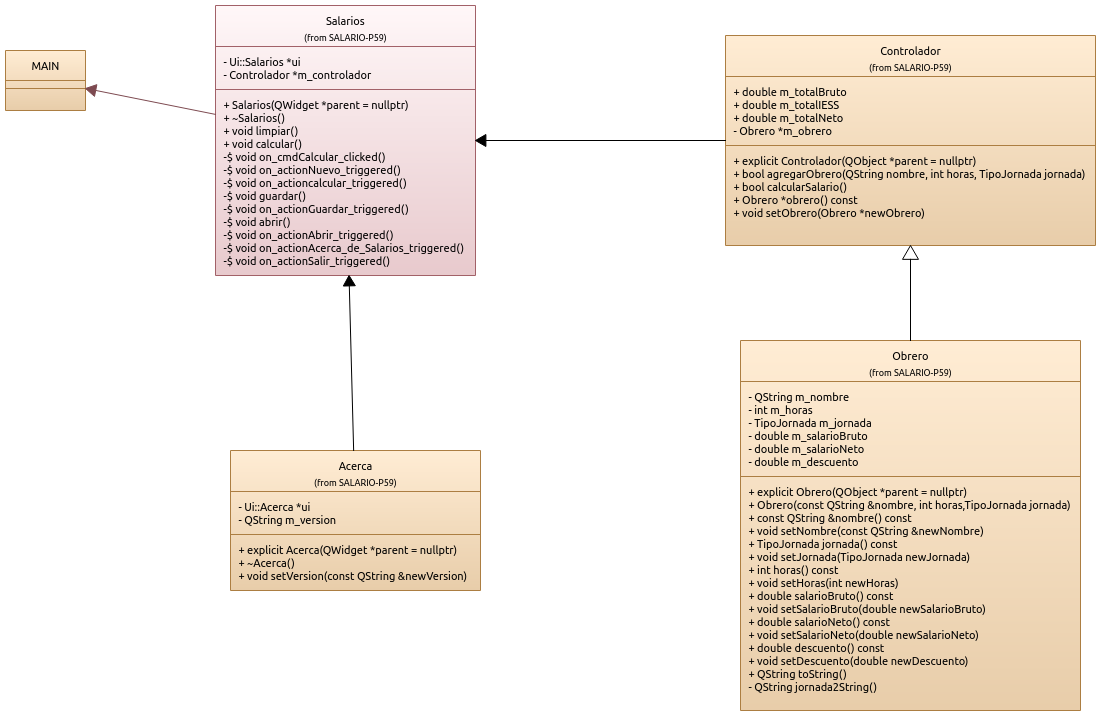 MAIN
Salarios
(from SALARIO-P59)
- Ui::Salarios *ui
- Controlador *m_controlador
+ Salarios(QWidget *parent = nullptr)
+ ~Salarios()
+ void limpiar()
+ void calcular()
-$ void on_cmdCalcular_clicked()
-$ void on_actionNuevo_triggered()
-$ void on_actioncalcular_triggered()
-$ void guardar()
-$ void on_actionGuardar_triggered()
-$ void abrir()
-$ void on_actionAbrir_triggered()
-$ void on_actionAcerca_de_Salarios_triggered()
-$ void on_actionSalir_triggered()
Controlador
(from SALARIO-P59)
+ double m_totalBruto
+ double m_totalIESS
+ double m_totalNeto
- Obrero *m_obrero
+ explicit Controlador(QObject *parent = nullptr)
+ bool agregarObrero(QString nombre, int horas, TipoJornada jornada)
+ bool calcularSalario()
+ Obrero *obrero() const
+ void setObrero(Obrero *newObrero)
Acerca
(from SALARIO-P59)
- Ui::Acerca *ui
- QString m_version
+ explicit Acerca(QWidget *parent = nullptr)
+ ~Acerca()
+ void setVersion(const QString &newVersion)
Obrero
(from SALARIO-P59)
- QString m_nombre
- int m_horas
- TipoJornada m_jornada
- double m_salarioBruto
- double m_salarioNeto
- double m_descuento
+ explicit Obrero(QObject *parent = nullptr)
+ Obrero(const QString &nombre, int horas,TipoJornada jornada)
+ const QString &nombre() const
+ void setNombre(const QString &newNombre)
+ TipoJornada jornada() const
+ void setJornada(TipoJornada newJornada)
+ int horas() const
+ void setHoras(int newHoras)
+ double salarioBruto() const
+ void setSalarioBruto(double newSalarioBruto)
+ double salarioNeto() const
+ void setSalarioNeto(double newSalarioNeto)
+ double descuento() const
+ void setDescuento(double newDescuento)
+ QString toString()
- QString jornada2String()